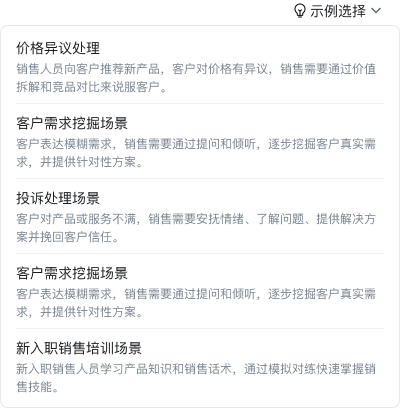 示例选择
价格异议处理
销售人员向客户推荐新产品，客户对价格有异议，销售需要通过价值
拆解和竞品对比来说服客户。
客户需求挖掘场景
客户表达模糊需求，销售需要通过提问和倾听，逐步挖掘客户真实需
求，并提供针对性方案。
投诉处理场景
客户对产品或服务不满，销售需要安抚情绪、了解问题、提供解决方
案并挽回客户信任。
客户需求挖掘场景
客户表达模糊需求，销售需要通过提问和倾听，逐步挖掘客户真实需
求，并提供针对性方案。
新入职销售培训场景
新入职销售人员学习产品知识和销售话术，通过模拟对练快速掌握销
售技能。